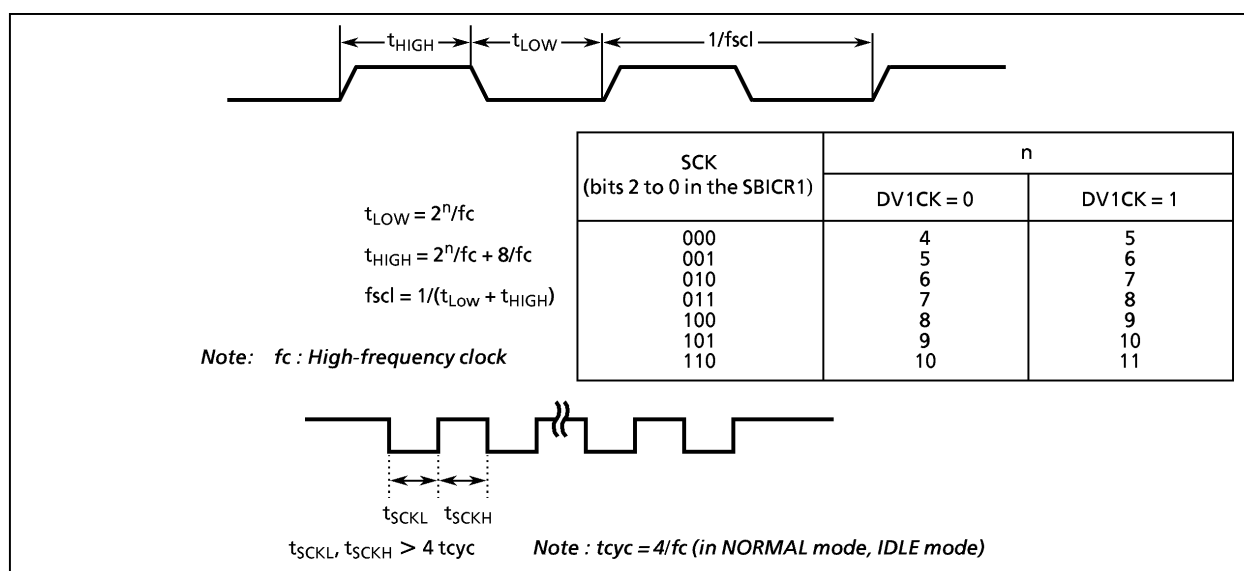 tHIGH tLOW 1/fscl
SCK
(bits 2 to 0 in the SBICR1)
n
DV1CK = 0 DV1CK = 1
000 4 5
001 5 6
010 6 7
011 7 8
100 8 9
101 9 10
110 10 11
tLOW = 2^n/fc
tHIGH = 2^n/fc + 8/fc
fscl = 1/(tLow + tHIGH)
Note: fc : High-frequency clock
tSCKL tSCKH
tSCKL, tSCKH > 4 tcyc Note : tcyc = 4/fc (in NORMAL mode, IDLE mode)